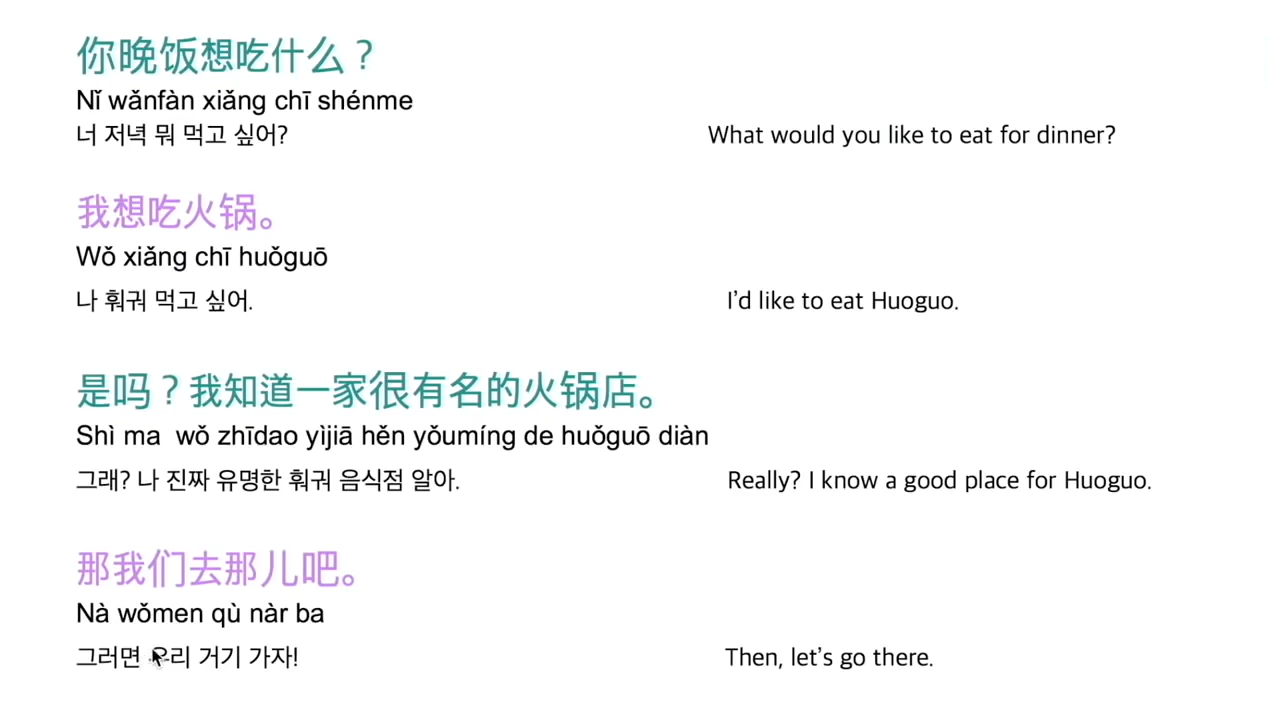 你晚饭想吃什么？
Nǐ wǎnfàn xiǎng chī shénme
너 저녁 뭐 먹고 싶어? What would you like to eat for dinner?
我想吃火锅。
Wǒ xiǎng chī huǒguō
나 훠궈 먹고 싶어. I’d like to eat Huoguo.
是吗？我知道一家很有名的火锅店。
Shì ma wǒ zhīdao yìjiā hěn yǒumíng de huǒguō diàn
그래? 나 진짜 유명한 훠궈 음식점 알아. Really? I know a good place for Huoguo.
那我们去那儿吧。
Nà wǒmen qù nàr ba
그러면 우리 거기 가자! Then, let’s go there.